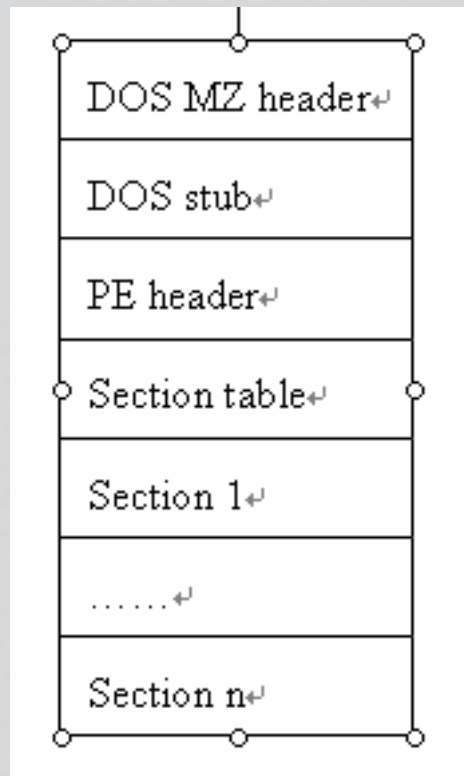 DOS MZ header
DOS stub
PE header
Section table
Section 1
......
Section n